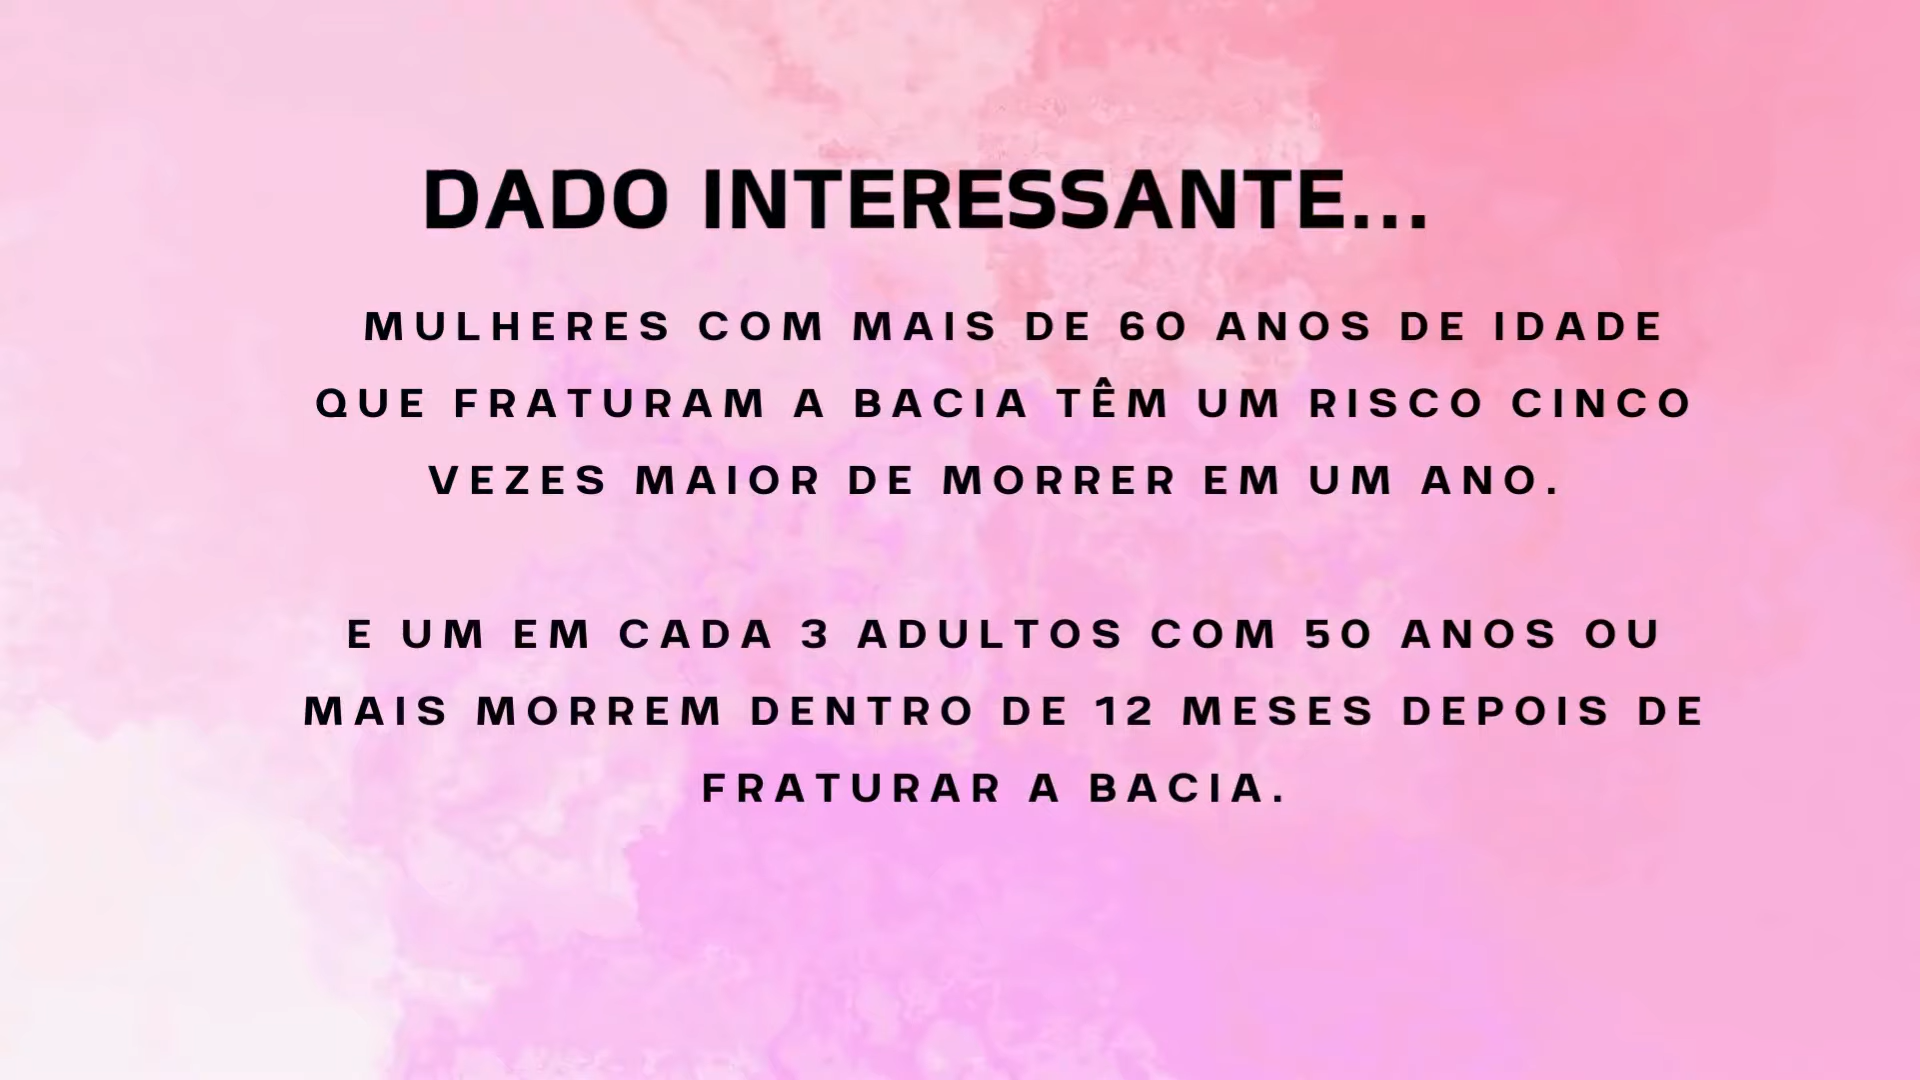 DADO INTERESSANTE...
MULHERES COM MAIS DE 60 ANOS DE IDADE
QUE FRATURAM A BACIA TÊM UM RISCO CINCO
VEZES MAIOR DE MORRER EM UM ANO.
E UM EM CADA 3 ADULTOS COM 50 ANOS OU
MAIS MORREM DENTRO DE 12 MESES DEPOIS DE
FRATURAR A BACIA.